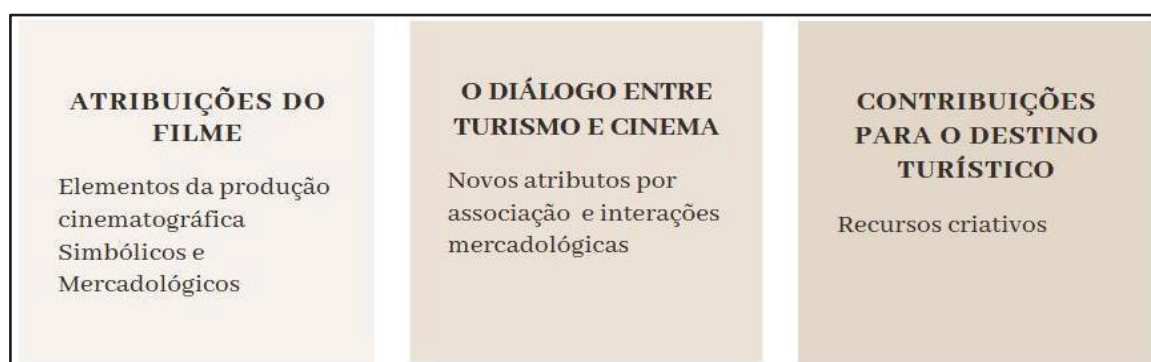 ATRIBUIÇÕES DO
FILME
Elementos da produção
cinematográfica
Simbólicos e
Mercadológicos
O DIÁLOGO ENTRE
TURISMO E CINEMA
Novos atributos por
associação e interações
mercadológicas
CONTRIBUIÇÕES
PARA O DESTINO
TURÍSTICO
Recursos criativos